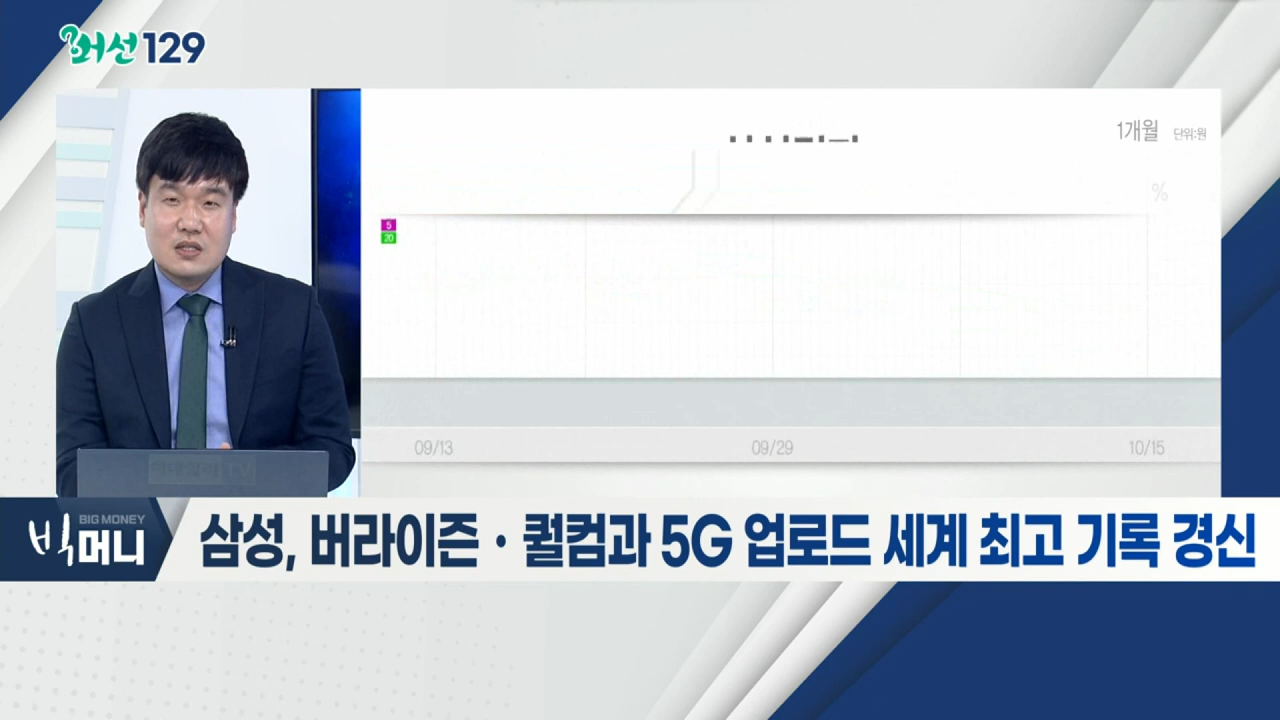 머선129
1개월 단위:원
%
5
20
09/13 09/29 10/15
BIG MONEY
빅머니
삼성, 버라이즌·퀄컴과 5G 업로드 세계 최고 기록 경신